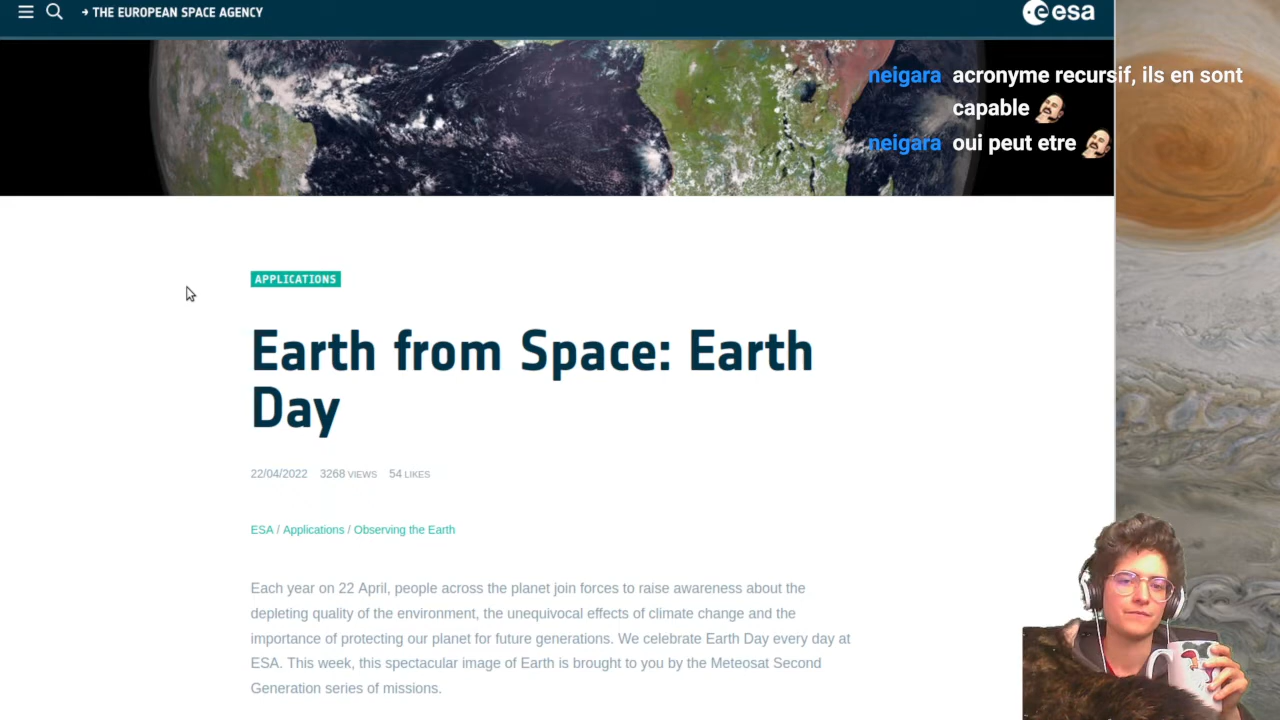 → THE EUROPEAN SPACE AGENCY
esa
neigara acronyme recursif, ils en sont
capable
neigara oui peut etre
APPLICATIONS
Earth from Space: Earth
Day
22/04/2022 3268 VIEWS 54 LIKES
ESA / Applications / Observing the Earth
Each year on 22 April, people across the planet join forces to raise awareness about the
depleting quality of the environment, the unequivocal effects of climate change and the
importance of protecting our planet for future generations. We celebrate Earth Day every day at
ESA. This week, this spectacular image of Earth is brought to you by the Meteosat Second
Generation series of missions.